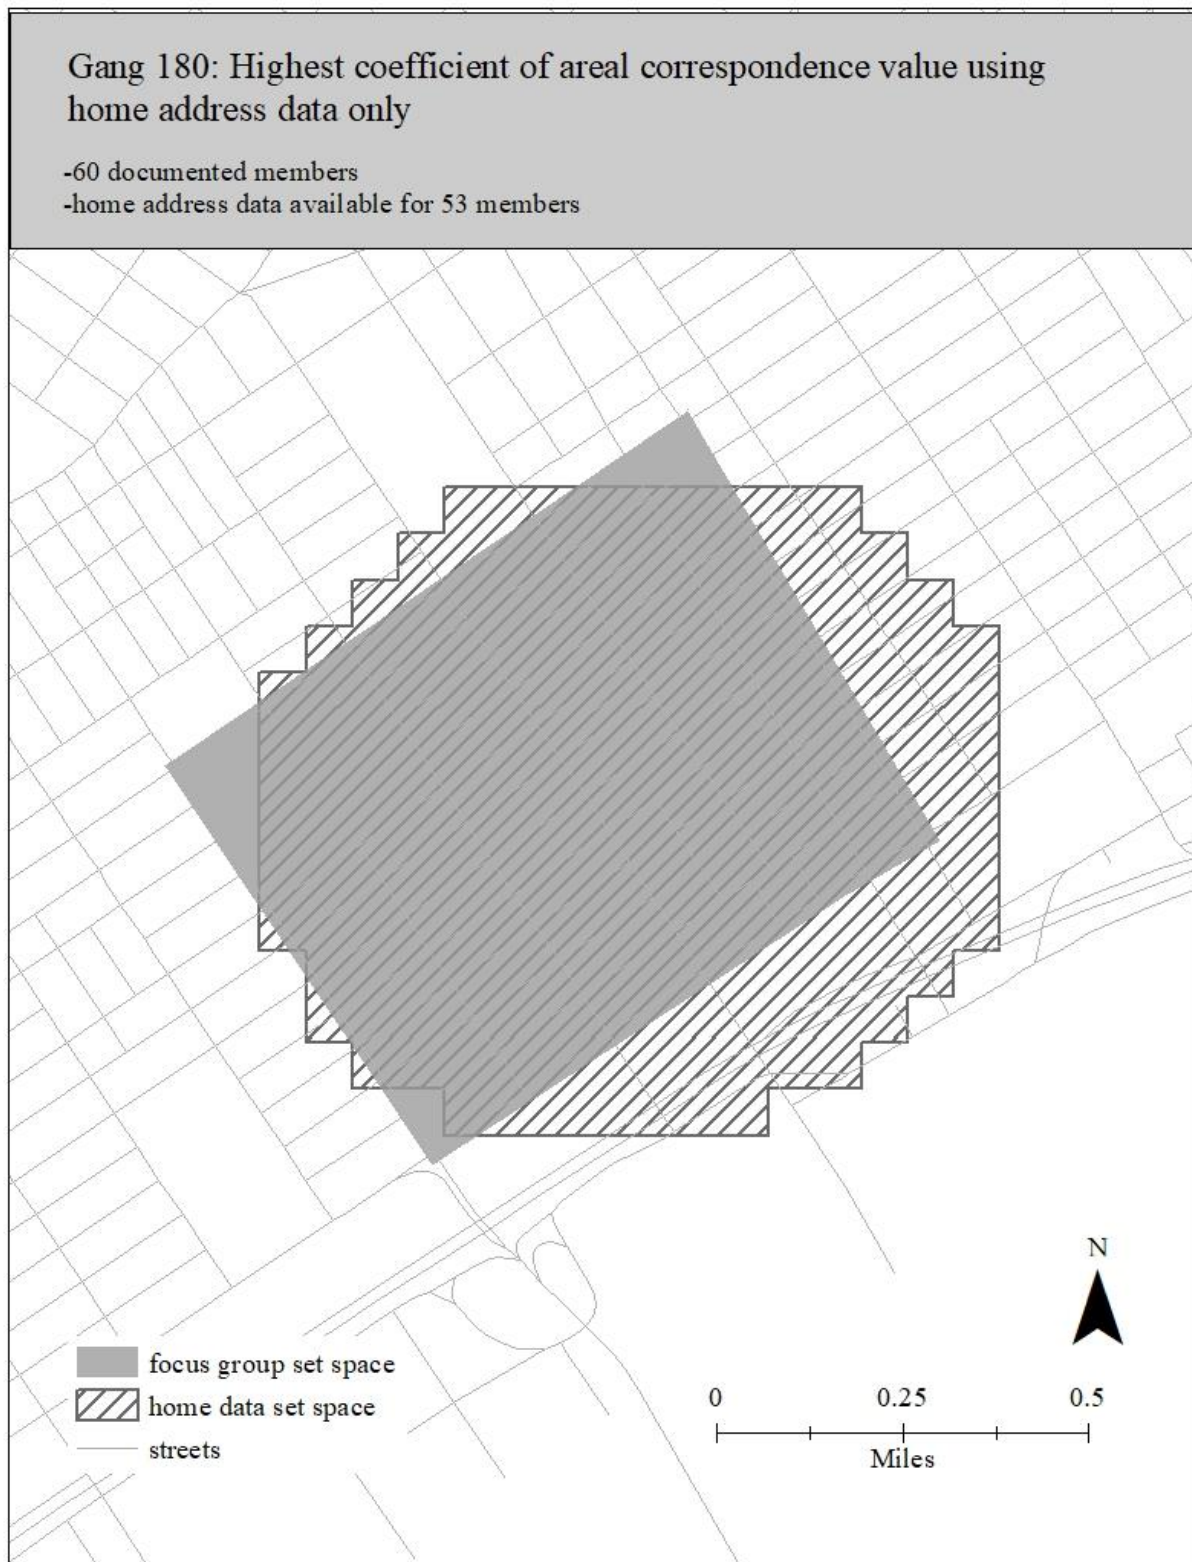 Gang 180: Highest coefficient of areal correspondence value using
home address data only
-60 documented members
-home address data available for 53 members
N
focus group set space
home data set space
streets
0 0.25 0.5
Miles